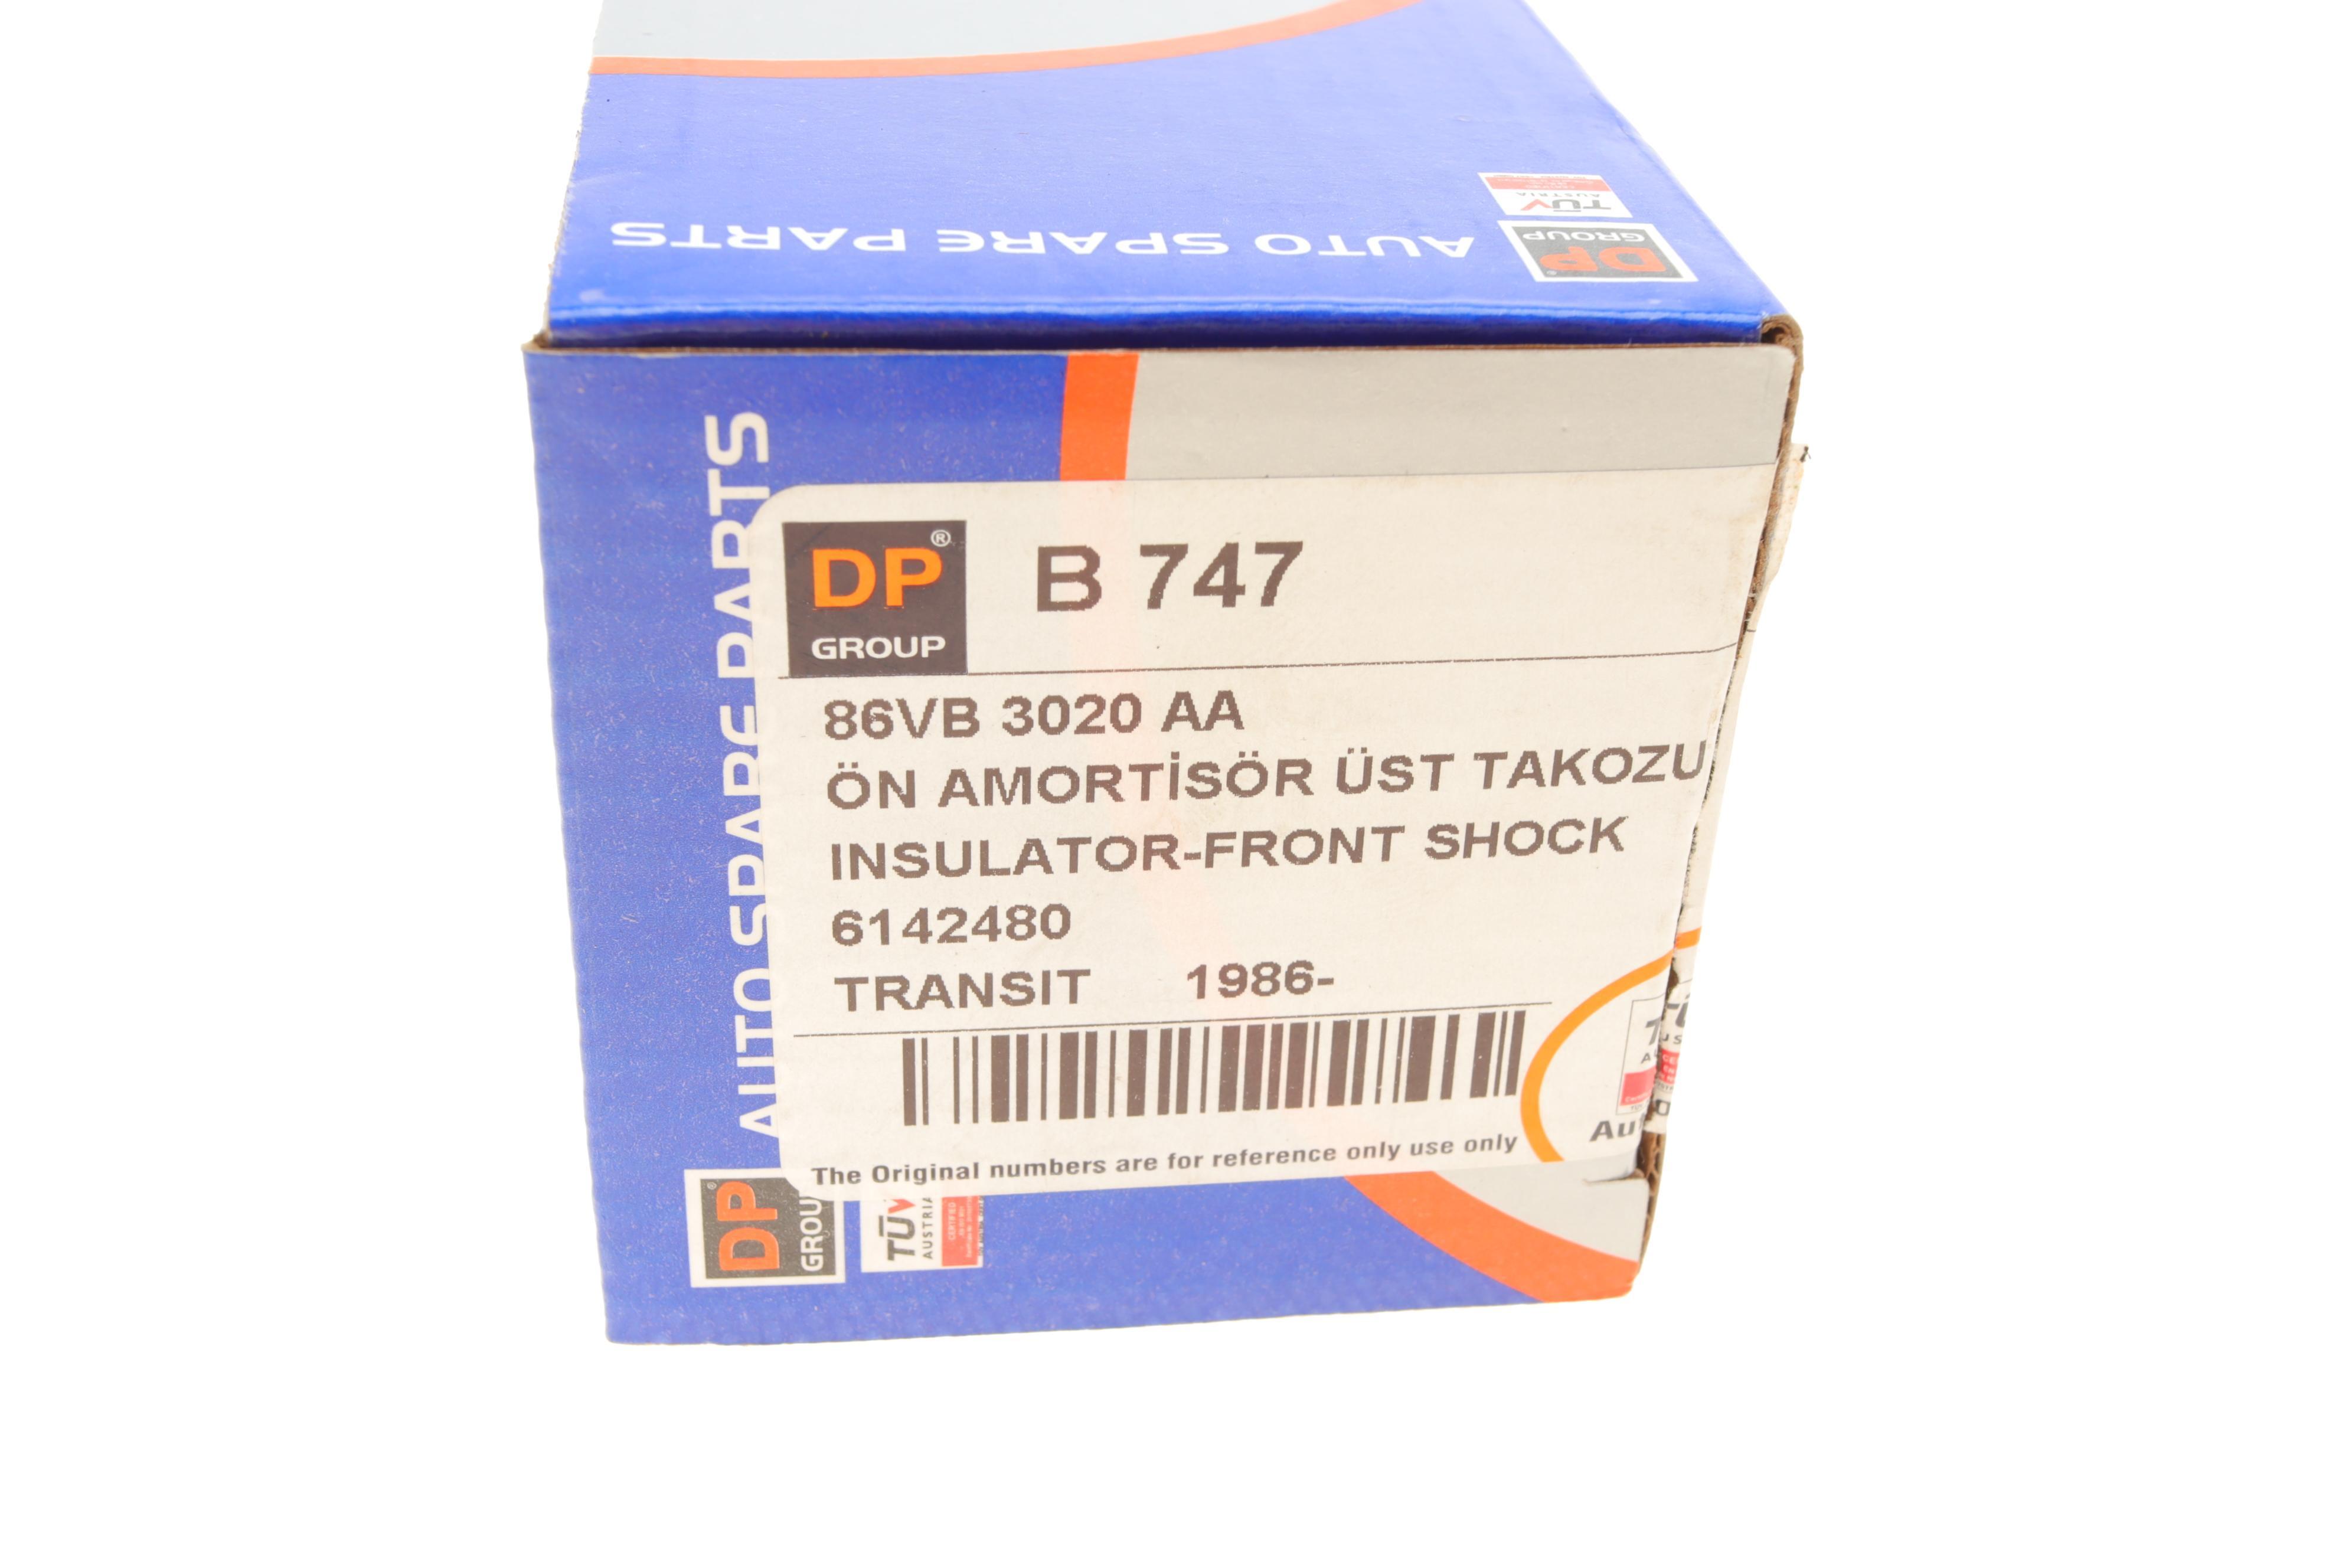 AUTO SPARE PARTS
TÜV
AUSTRIA
DP®
GROUP
AUTO SPARE PARTS
DP®
GROUP
B 747
86VB 3020 AA
ÖN AMORTİSÖR ÜST TAKOZU
INSULATOR-FRONT SHOCK
6142480
TRANSIT 1986-
The Original numbers are for reference only use only
DP®
GROU
TÜV
AUSTRIA
CERTIFIED